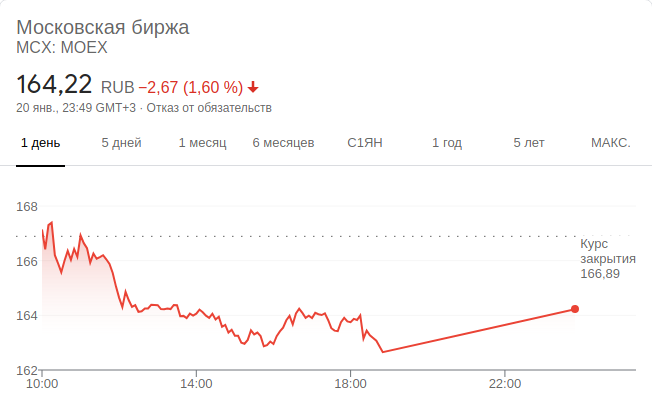 Московская биржа
MCX: MOEX
164,22 RUB −2,67 (1,60 %)
20 янв., 23:49 GMT+3 · Отказ от обязательств
1 день 5 дней 1 месяц 6 месяцев С1ЯН 1 год 5 лет МАКС.
168
166
164
162
Курс
закрытия
166,89
10:00 14:00 18:00 22:00